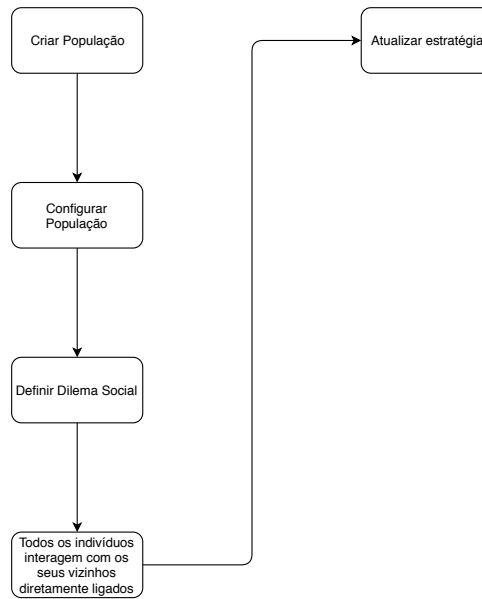 Criar População
Configurar
População
Definir Dilema Social
Todos os indivíduos
interagem com os
seus vizinhos
diretamente ligados
Atualizar estratégia